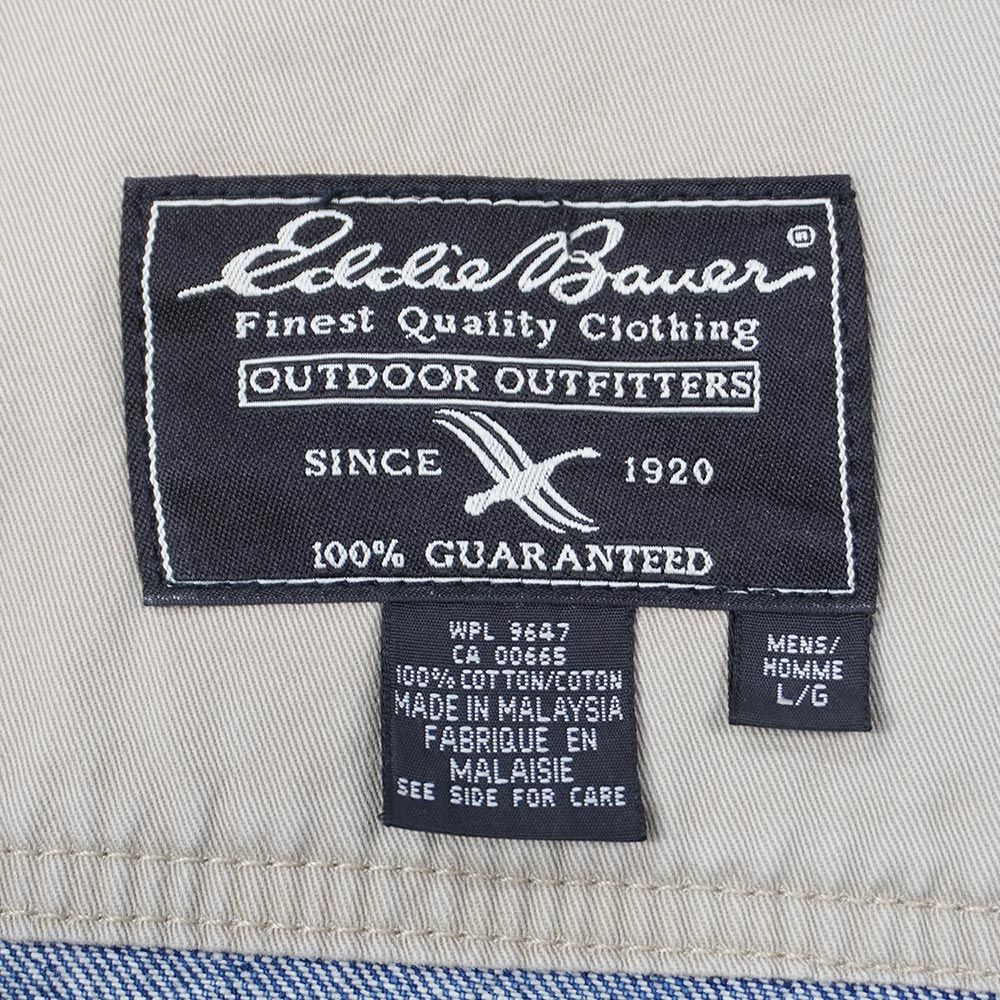 Eddie Bauer®
Finest Quality Clothing
OUTDOOR OUTFITTERS
SINCE 1920
100% GUARANTEED
WPL 9647
CA 00665
100% COTTON/COTON
MADE IN MALAYSIA
FABRIQUE EN
MALAISIE
SEE SIDE FOR CARE
MENS/
HOMME
L/G